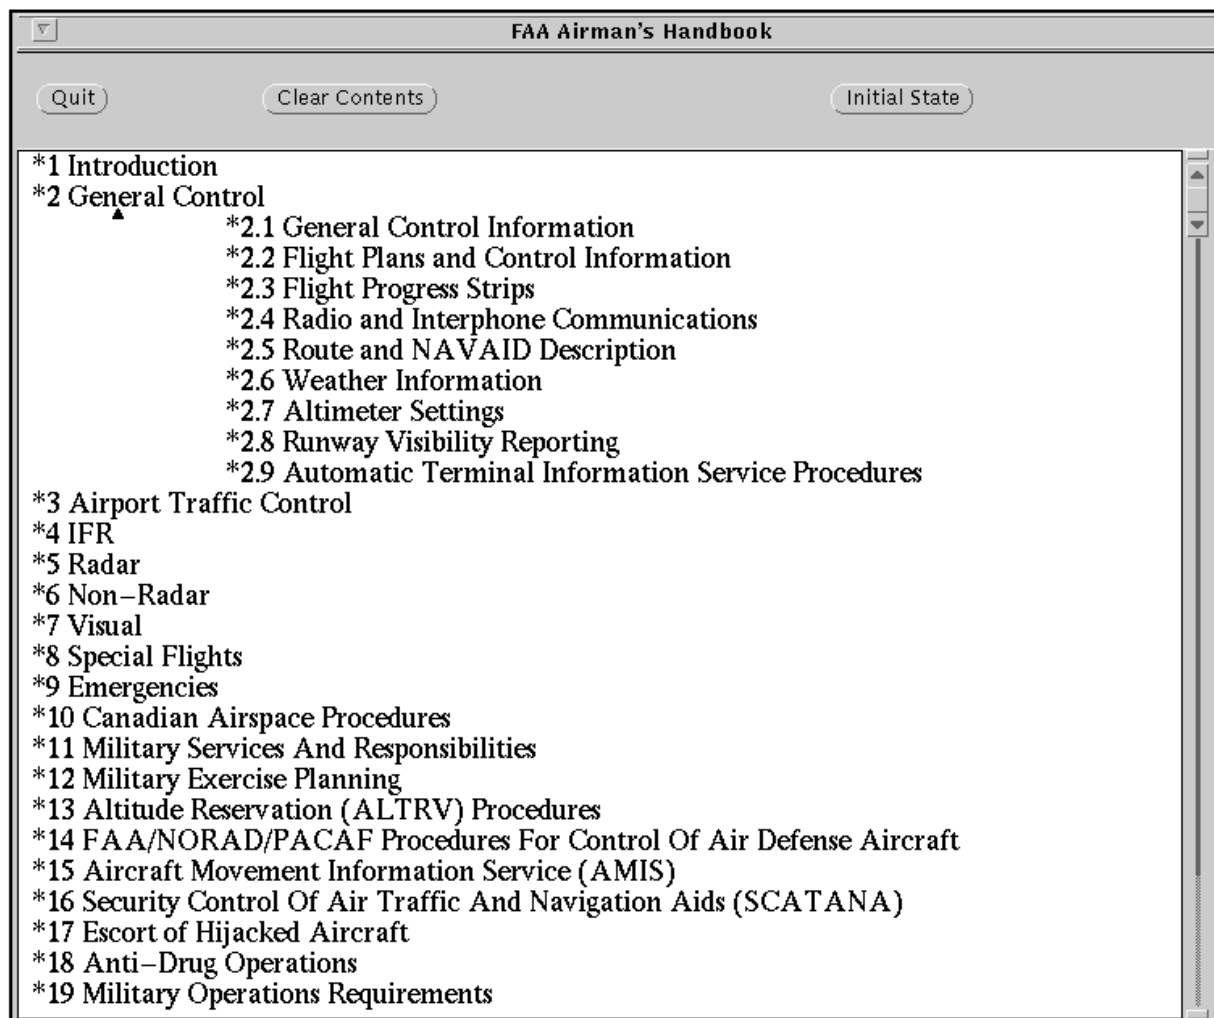 FAA Airman's Handbook
Quit Clear Contents Initial State
*1 Introduction
*2 General Control
*2.1 General Control Information
*2.2 Flight Plans and Control Information
*2.3 Flight Progress Strips
*2.4 Radio and Interphone Communications
*2.5 Route and NAVAID Description
*2.6 Weather Information
*2.7 Altimeter Settings
*2.8 Runway Visibility Reporting
*2.9 Automatic Terminal Information Service Procedures
*3 Airport Traffic Control
*4 IFR
*5 Radar
*6 Non–Radar
*7 Visual
*8 Special Flights
*9 Emergencies
*10 Canadian Airspace Procedures
*11 Military Services And Responsibilities
*12 Military Exercise Planning
*13 Altitude Reservation (ALTRV) Procedures
*14 FAA/NORAD/PACAF Procedures For Control Of Air Defense Aircraft
*15 Aircraft Movement Information Service (AMIS)
*16 Security Control Of Air Traffic And Navigation Aids (SCATANA)
*17 Escort of Hijacked Aircraft
*18 Anti–Drug Operations
*19 Military Operations Requirements